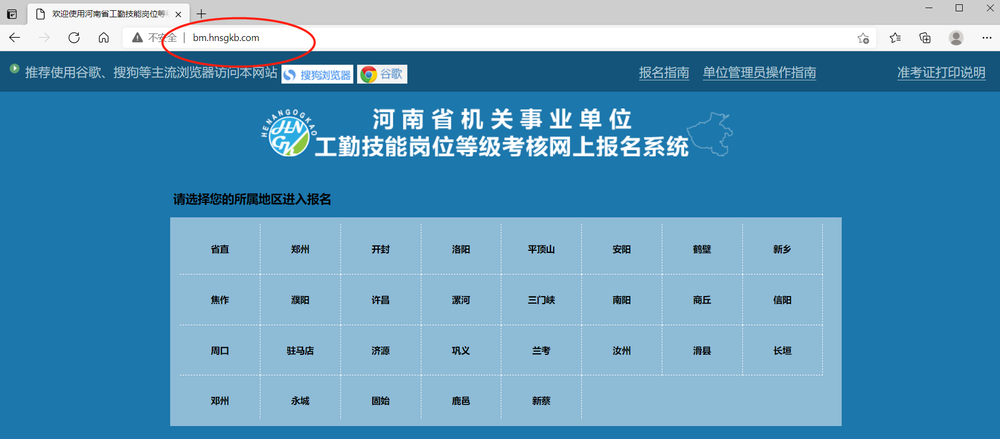 欢迎使用河南省工勤技能岗位等级
不安全 | bm.hnsgkb.com
推荐使用谷歌、搜狗等主流浏览器访问本网站 搜狗浏览器 谷歌 报名指南 单位管理员操作指南 准考证打印说明
HENANGOGKAO
HNGK
河南省机关事业单位
工勤技能岗位等级考核网上报名系统
请选择您的所属地区进入报名
省直 郑州 开封 洛阳 平顶山 安阳 鹤壁 新乡
焦作 濮阳 许昌 漯河 三门峡 南阳 商丘 信阳
周口 驻马店 济源 巩义 兰考 汝州 滑县 长垣
邓州 永城 固始 鹿邑 新蔡